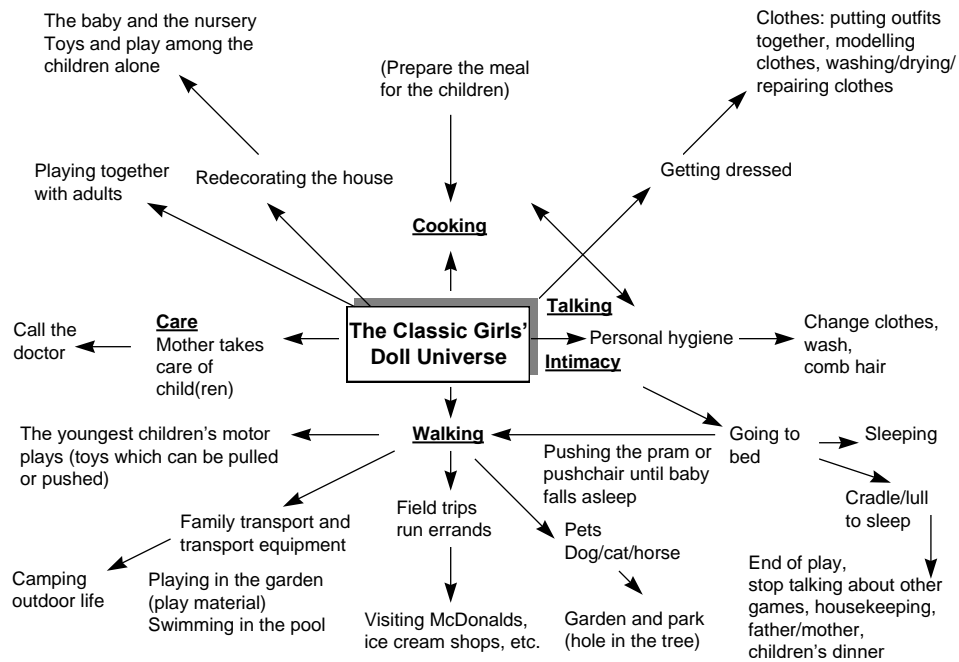 The baby and the nursery
Toys and play among the
children alone
(Prepare the meal
for the children)
Clothes: putting outfits
together, modelling
clothes, washing/drying/
repairing clothes
Playing together
with adults
Redecorating the house
Getting dressed
Cooking
Call the
doctor
Care
Mother takes
care of
child(ren)
The Classic Girls'
Doll Universe
Talking
Personal hygiene
Intimacy
Change clothes,
wash,
comb hair
The youngest children's motor
plays (toys which can be pulled
or pushed)
Walking
Pushing the pram or
pushchair until baby
falls asleep
Going to
bed
Sleeping
Cradle/lull
to sleep
Family transport and
transport equipment
Field trips
run errands
Pets
Dog/cat/horse
Camping
outdoor life
Playing in the garden
(play material)
Swimming in the pool
Visiting McDonalds,
ice cream shops, etc.
Garden and park
(hole in the tree)
End of play,
stop talking about other
games, housekeeping,
father/mother,
children's dinner